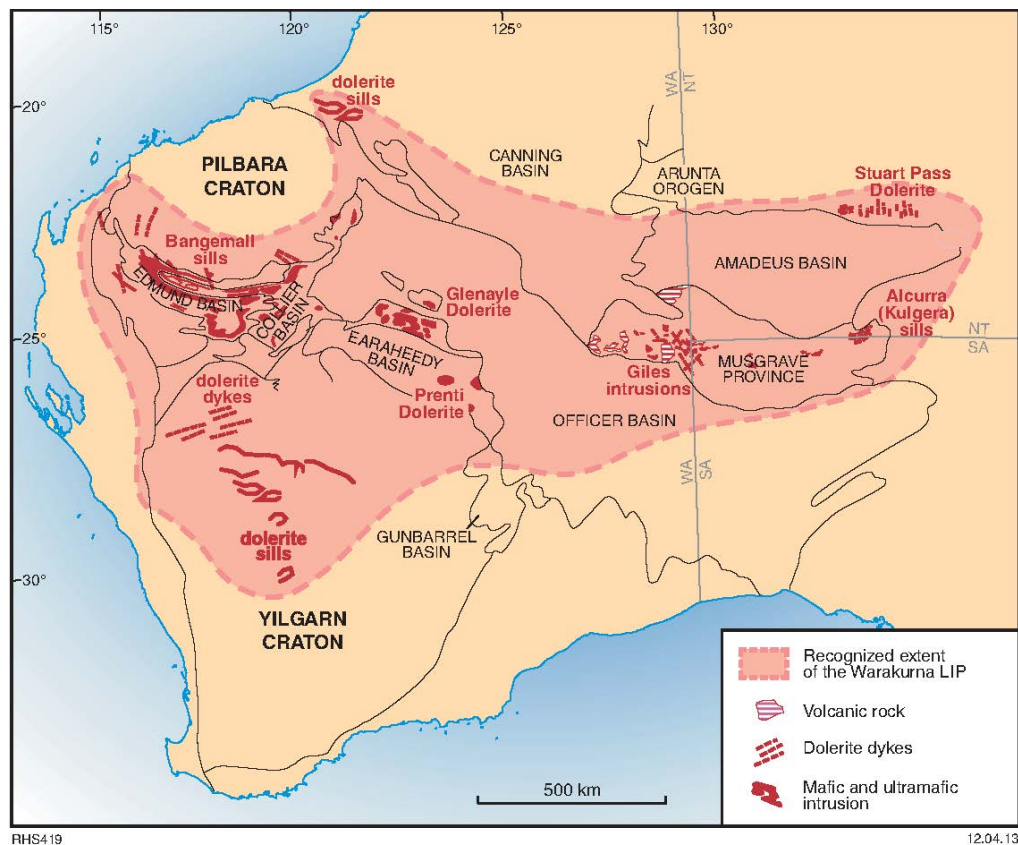 115°
120°
125°
130°
20°
25°
30°
dolerite
sills
PILBARA
CRATON
CANNING
BASIN
WA
NT
ARUNTA
OROGEN
Stuart Pass
Dolerite
Bangemall
sills
EDMUND BASIN
COLLIER
BASIN
Glenayle
Dolerite
AMADEUS BASIN
Alcurra
(Kulgera)
sills
NT
SA
EARAHEEDY
BASIN
Giles
intrusions
MUSGRAVE
PROVINCE
dolerite
dykes
Prenti
Dolerite
OFFICER BASIN
WA
SA
dolerite
sills
GUNBARREL
BASIN
YILGARN
CRATON
500 km
Recognized extent
of the Warakurna LIP
Volcanic rock
Dolerite dykes
Mafic and ultramafic
intrusion
RHS419
12.04.13